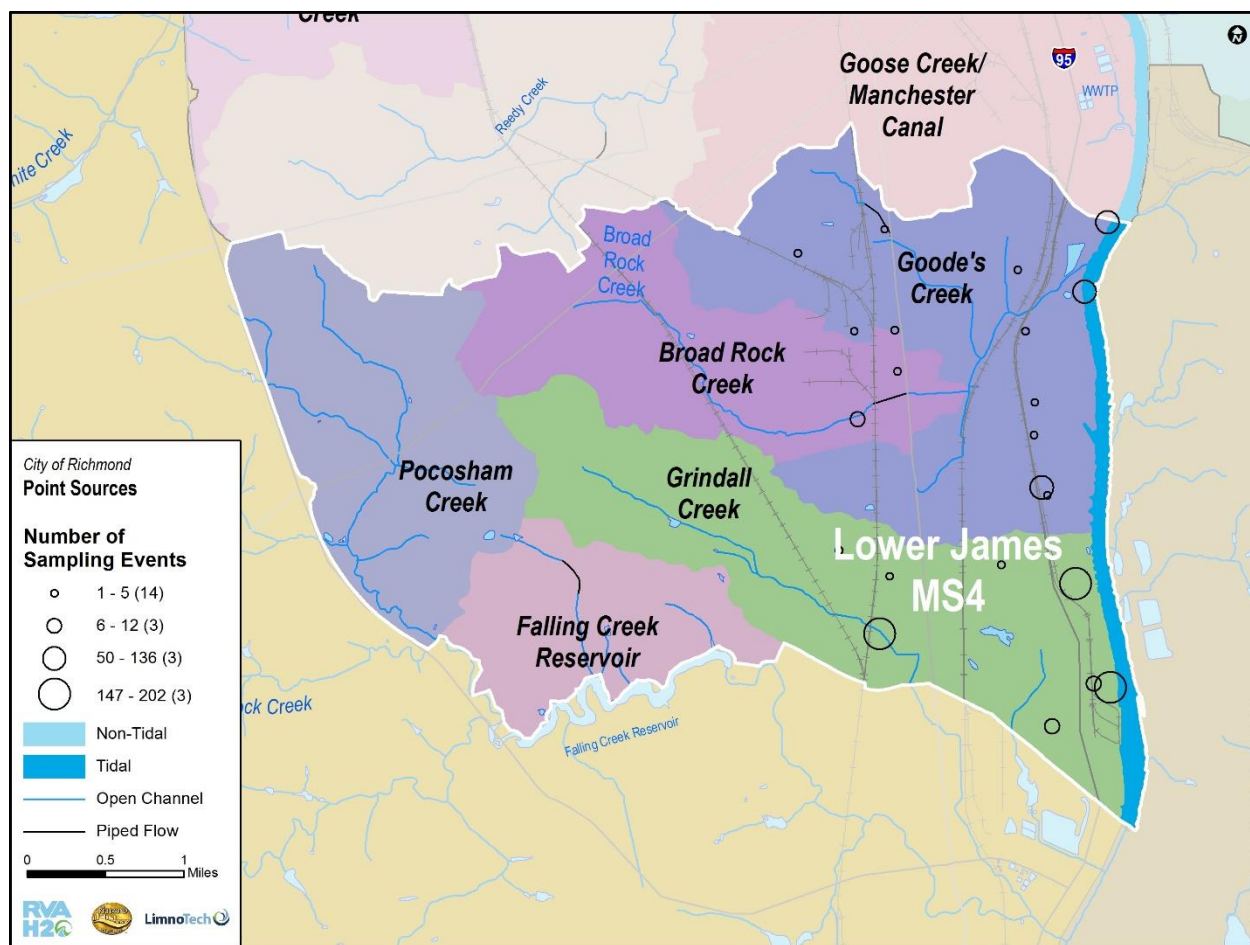 Creek
95
Goose Creek/
Manchester
Canal
WWTP
Reedy Creek
hite Creek
Broad
Rock
Creek
Goode's
Creek
Broad Rock
Creek
Pocosham
Creek
Grindall
Creek
Lower James
MS4
Falling Creek
Reservoir
Falling Creek Reservoir
ock Creek
City of Richmond
Point Sources
Number of
Sampling Events
1 - 5 (14)
6 - 12 (3)
50 - 136 (3)
147 - 202 (3)
Non-Tidal
Tidal
Open Channel
Piped Flow
0 0.5 1
Miles
RVA
H2O
LimnoTech
N